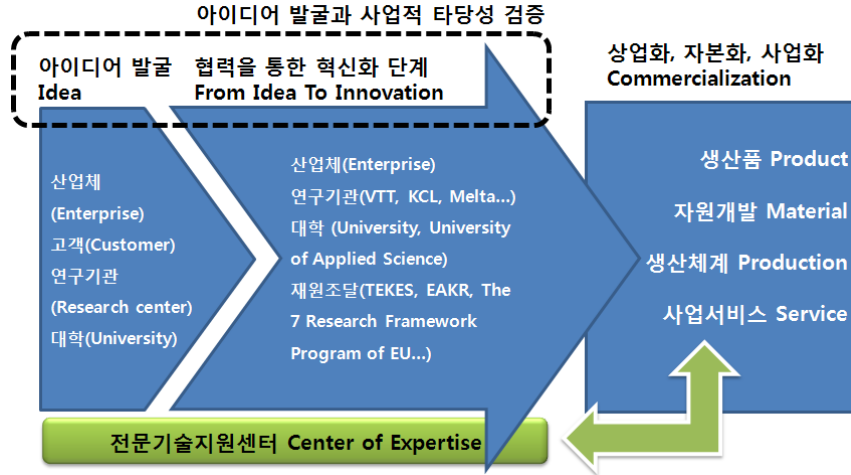 아이디어 발굴과 사업적 타당성 검증
아이디어 발굴
Idea
협력을 통한 혁신화 단계
From Idea To Innovation
상업화, 자본화, 사업화
Commercialization
산업체
(Enterprise)
고객(Customer)
연구기관
(Research center)
대학(University)
산업체(Enterprise)
연구기관(VTT, KCL, Melta...)
대학 (University, University
of Applied Science)
재원조달(TEKES, EAKR, The
7 Research Framework
Program of EU...)
생산품 Product
자원개발 Material
생산체계 Production
사업서비스 Service
전문기술지원센터 Center of Expertise